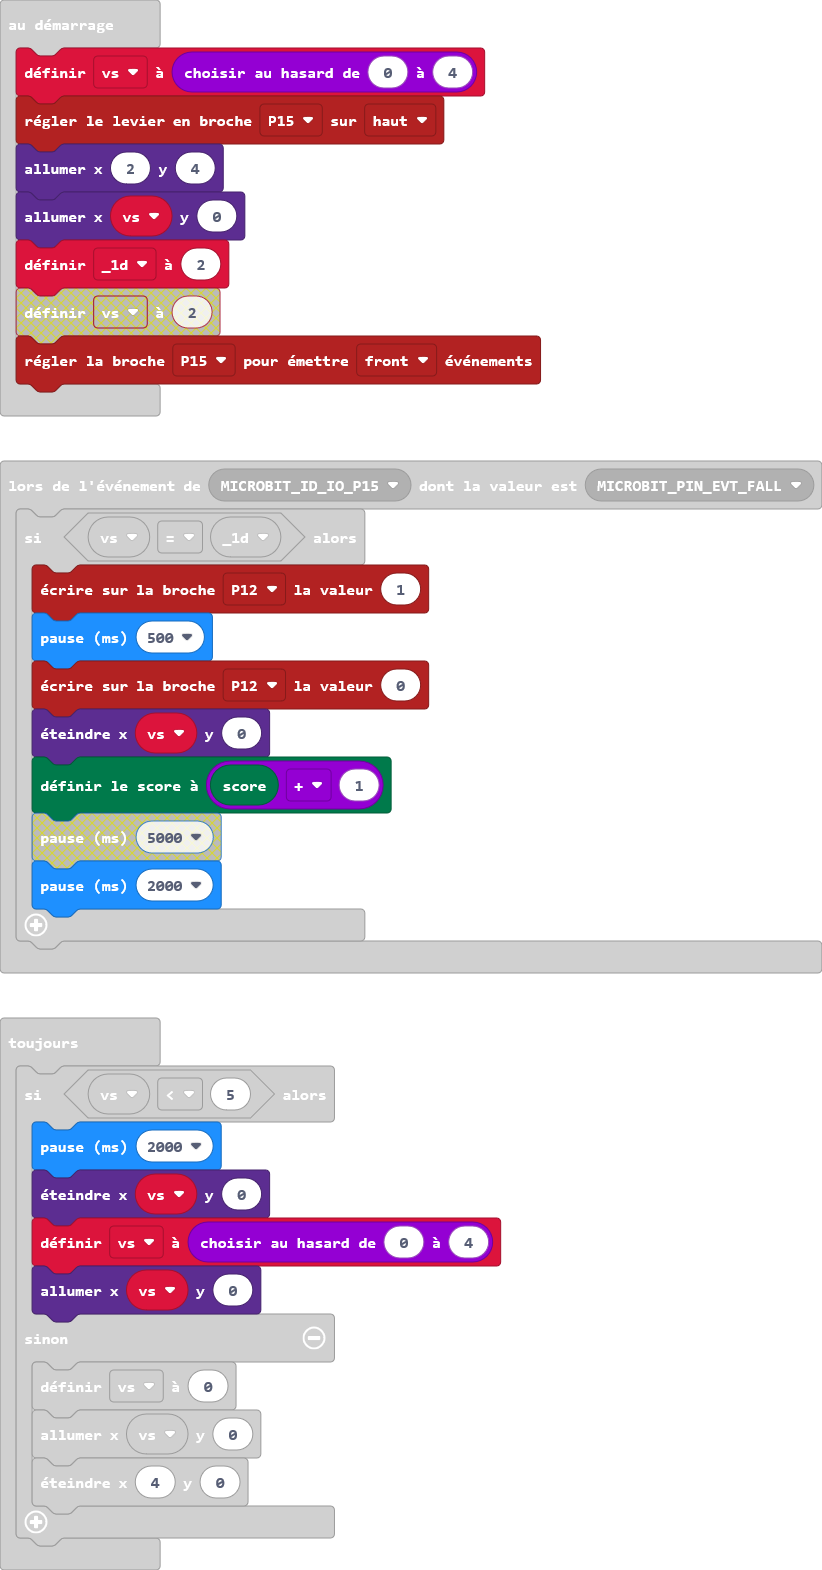 au démarrage
définir vs à choisir au hasard de 0 à 4
régler le levier en broche P15 sur haut
allumer x 2 y 4
allumer x vs y 0
définir _1d à 2
définir vs à 2
régler la broche P15 pour émettre front événements
lors de l'événement de MICROBIT_ID_IO_P15 dont la valeur est MICROBIT_PIN_EVT_FALL
si vs = _1d alors
écrire sur la broche P12 la valeur 1
pause (ms) 500
écrire sur la broche P12 la valeur 0
éteindre x vs y 0
définir le score à score + 1
pause (ms) 5000
pause (ms) 2000
toujours
si vs < 5 alors
pause (ms) 2000
éteindre x vs y 0
définir vs à choisir au hasard de 0 à 4
allumer x vs y 0
sinon
définir vs à 0
allumer x vs y 0
éteindre x 4 y 0